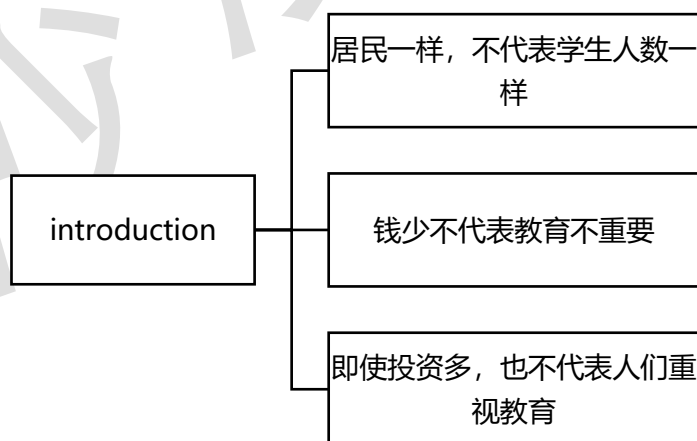 居民一样，不代表学生人数一
样
introduction
钱少不代表教育不重要
即使投资多，也不代表人们重
视教育